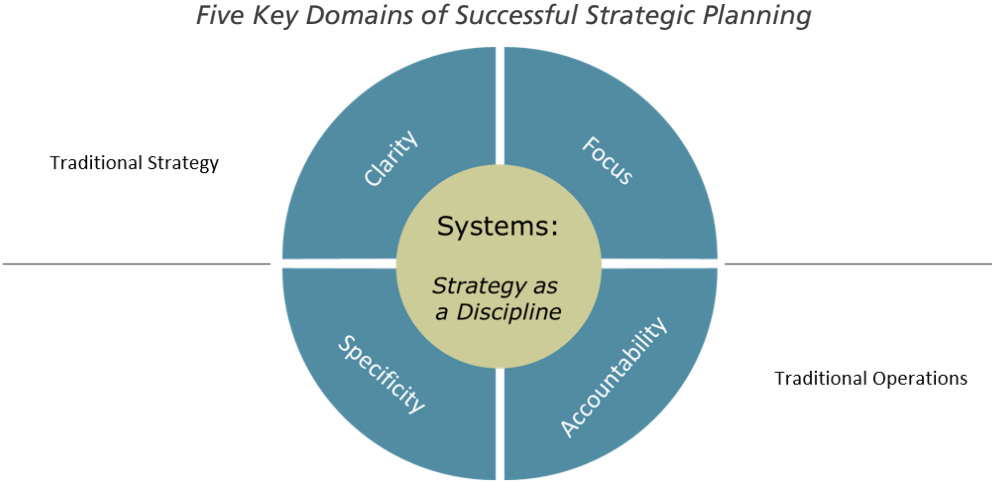 Five Key Domains of Successful Strategic Planning
Clarity
Focus
Traditional Strategy
Systems:
Strategy as
a Discipline
Specificity
Accountability
Traditional Operations